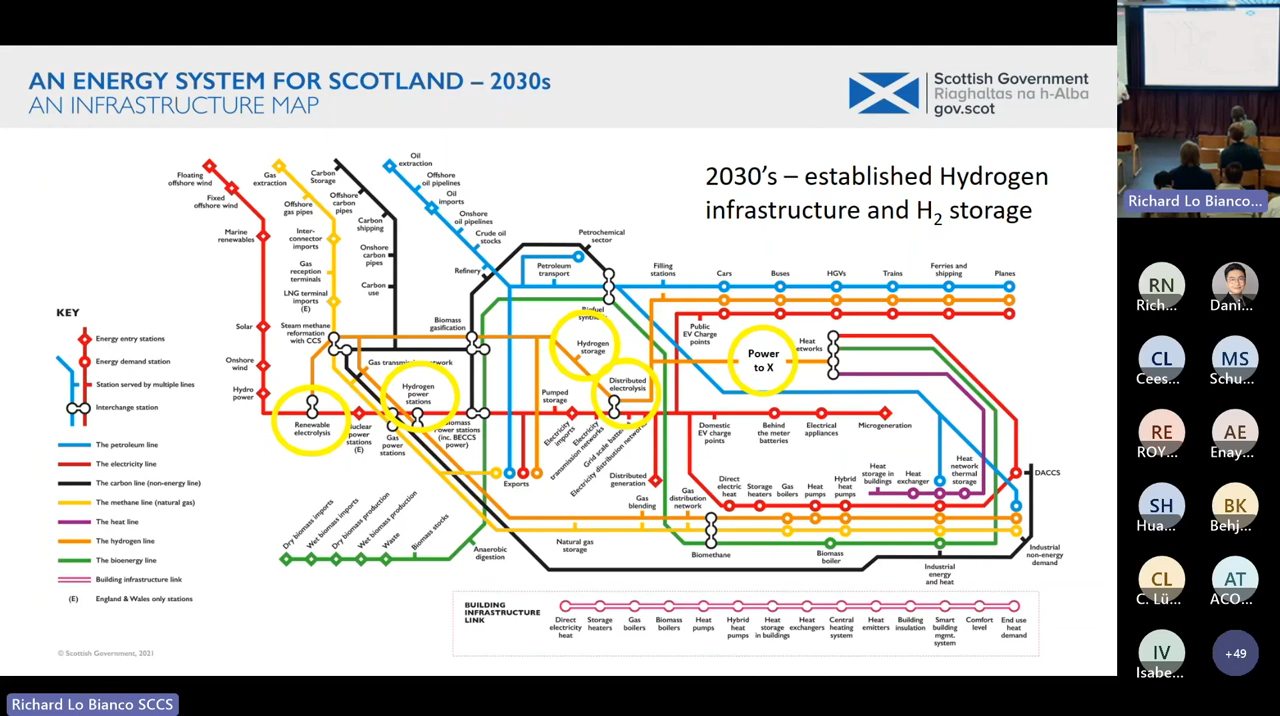 AN ENERGY SYSTEM FOR SCOTLAND – 2030s
AN INFRASTRUCTURE MAP
Scottish Government
Riaghaltas na h-Alba
gov.scot
2030's – established Hydrogen
infrastructure and H2 storage
Floating
offshore wind
Fixed
offshore wind
Marine
renewables
Solar
Onshore
wind
Hydro
power
Gas
extraction
Offshore
gas pipes
Inter-
connector
imports
Gas
reception
terminals
LNG terminal
imports
(E)
Steam methane
reformation
with CCS
Carbon
Storage
Offshore
carbon
pipes
Carbon
shipping
Onshore
carbon
pipes
Carbon
use
Oil
extraction
Offshore
oil pipelines
Oil
imports
Onshore
oil pipelines
Crude oil
stocks
Refinery
Petrochemical
sector
Petroleum
transport
Filling
stations
Cars
Buses
HGVs
Trains
Ferries and
shipping
Planes
Biomass
gasification
Biofuel
Hydrogen
storage
Public
EV Charge
points
Power
to X
Heat
networks
Gas transmission network
Hydrogen
power
stations
Distributed
electrolysis
Pumped
storage
Renewable
electrolysis
Nuclear
power
stations
(E)
Gas
power
stations
Biomass
Power stations
(inc. BECCS
power)
Electricity
imports
Electricity
transmission networks
Grid scale batteries
Electricity distribution networks
Domestic
EV charge
points
Behind
the meter
batteries
Electrical
appliances
Microgeneration
Exports
Distributed
generation
Gas
blending
Gas
distribution
network
Direct
electric
heat
Storage
heaters
Gas
boilers
Heat
pumps
Hybrid
heat
pumps
Heat
storage in
buildings
Heat
exchanger
Heat
network
thermal
storage
DACCS
Dry biomass imports
Wet biomass imports
Dry biomass production
Wet biomass production
Waste
Biomass stocks
Anaerobic
digestion
Natural gas
storage
Biomethane
Biomass
boiler
Industrial
energy
and heat
Industrial
non-energy
demand
KEY
Energy entry stations
Energy demand station
Station served by multiple lines
Interchange station
The petroleum line
The electricity line
The carbon line (non-energy line)
The methane line (natural gas)
The heat line
The hydrogen line
The bioenergy line
Building infrastructure link
(E) England & Wales only stations
BUILDING
INFRASTRUCTURE
LINK
Direct
electricity
heat
Storage
heaters
Gas
boilers
Biomass
boilers
Heat
pumps
Hybrid
heat
pumps
Heat
storage
in buildings
Heat
exchangers
Central
heating
system
Heat
emitters
Building
insulation
Smart
building
mgmt.
system
Comfort
level
End use
heat
demand
© Scottish Government, 2021
Richard Lo Bianco SCCS
Richard Lo Bianco...
RN
Rich...
Dani...
CL
Cees...
MS
Schu...
RE
ROY...
AE
Enay...
SH
Hua...
BK
Behj...
CL
C. Lü...
AT
ACO...
IV
Isabe...
+49